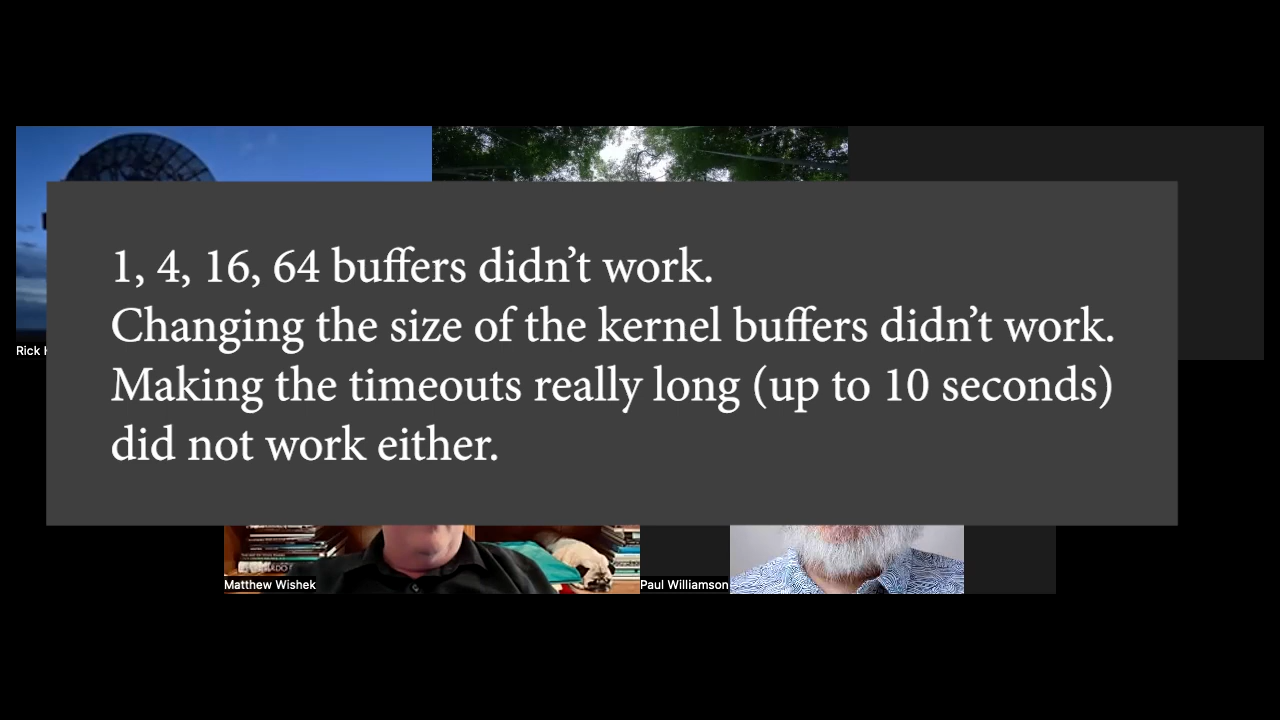 1, 4, 16, 64 buffers didn’t work.
Changing the size of the kernel buffers didn’t work.
Making the timeouts really long (up to 10 seconds)
did not work either.
Rick
Matthew Wishek
Paul Williamson